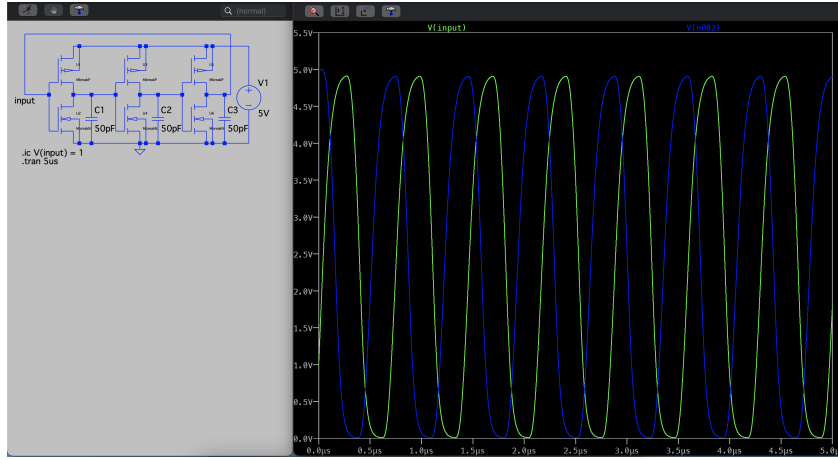 (normal)
V(input)
V(n002)
5.5V
5.0V
4.5V
4.0V
3.5V
3.0V
2.5V
2.0V
1.5V
1.0V
0.5V
0.0V
0.0µs
0.5µs
1.0µs
1.5µs
2.0µs
2.5µs
3.0µs
3.5µs
4.0µs
4.5µs
5.0
V1
5V
input
C1
50pF
C2
50pF
C3
50pF
U2
U4
.ic V(input) = 1
.tran 5us